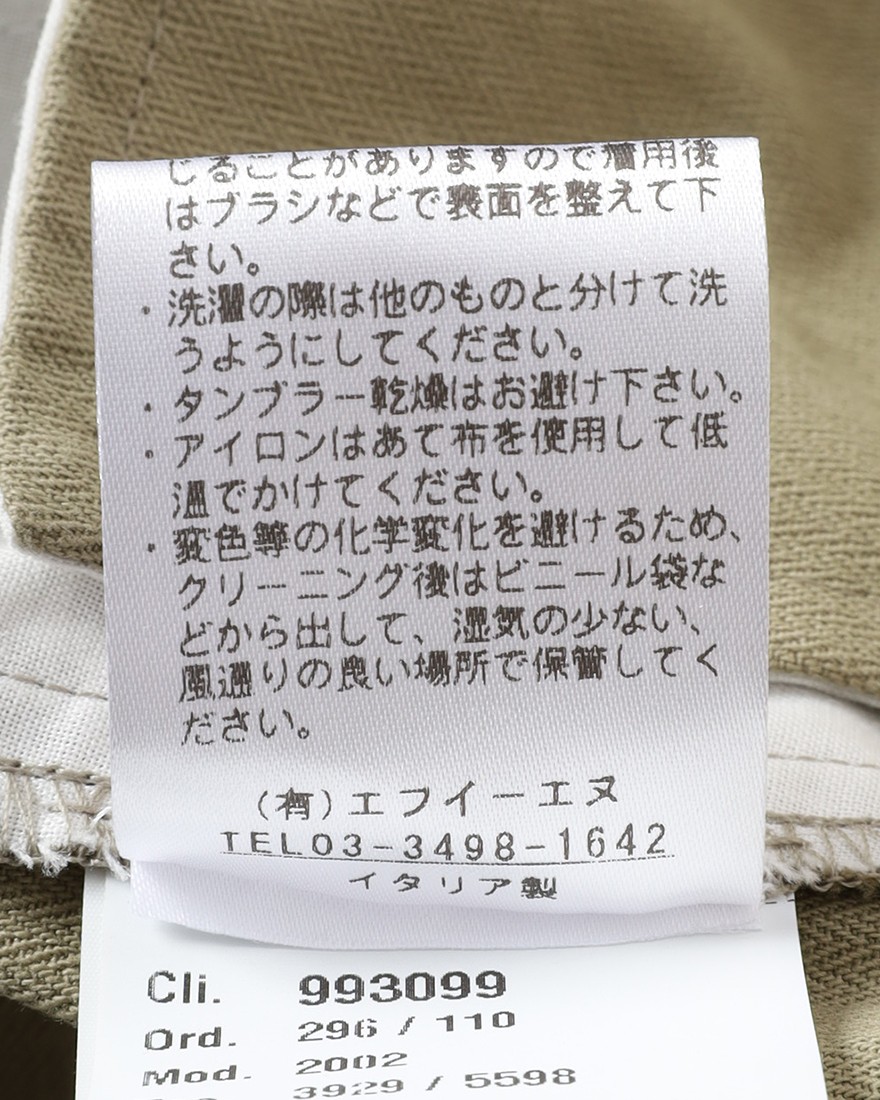 じることがありますので着用後
はブラシなどで表面を整えて下
さい。
・洗濯の際は他のものと分けて洗
うようにしてください。
・タンブラー乾燥はお避け下さい。
・アイロンはあて布を使用して低
温でかけてください。
・変色等の化学変化を避けるため、
クリーニング後はビニール袋な
どから出して、湿気の少ない、
風通りの良い場所で保管してく
ださい。
(有)エフイーエヌ
TEL03-3498-1642
イタリア製
Cli. 993099
Ord. 296 / 110
Mod. 2002
3929 / 5598